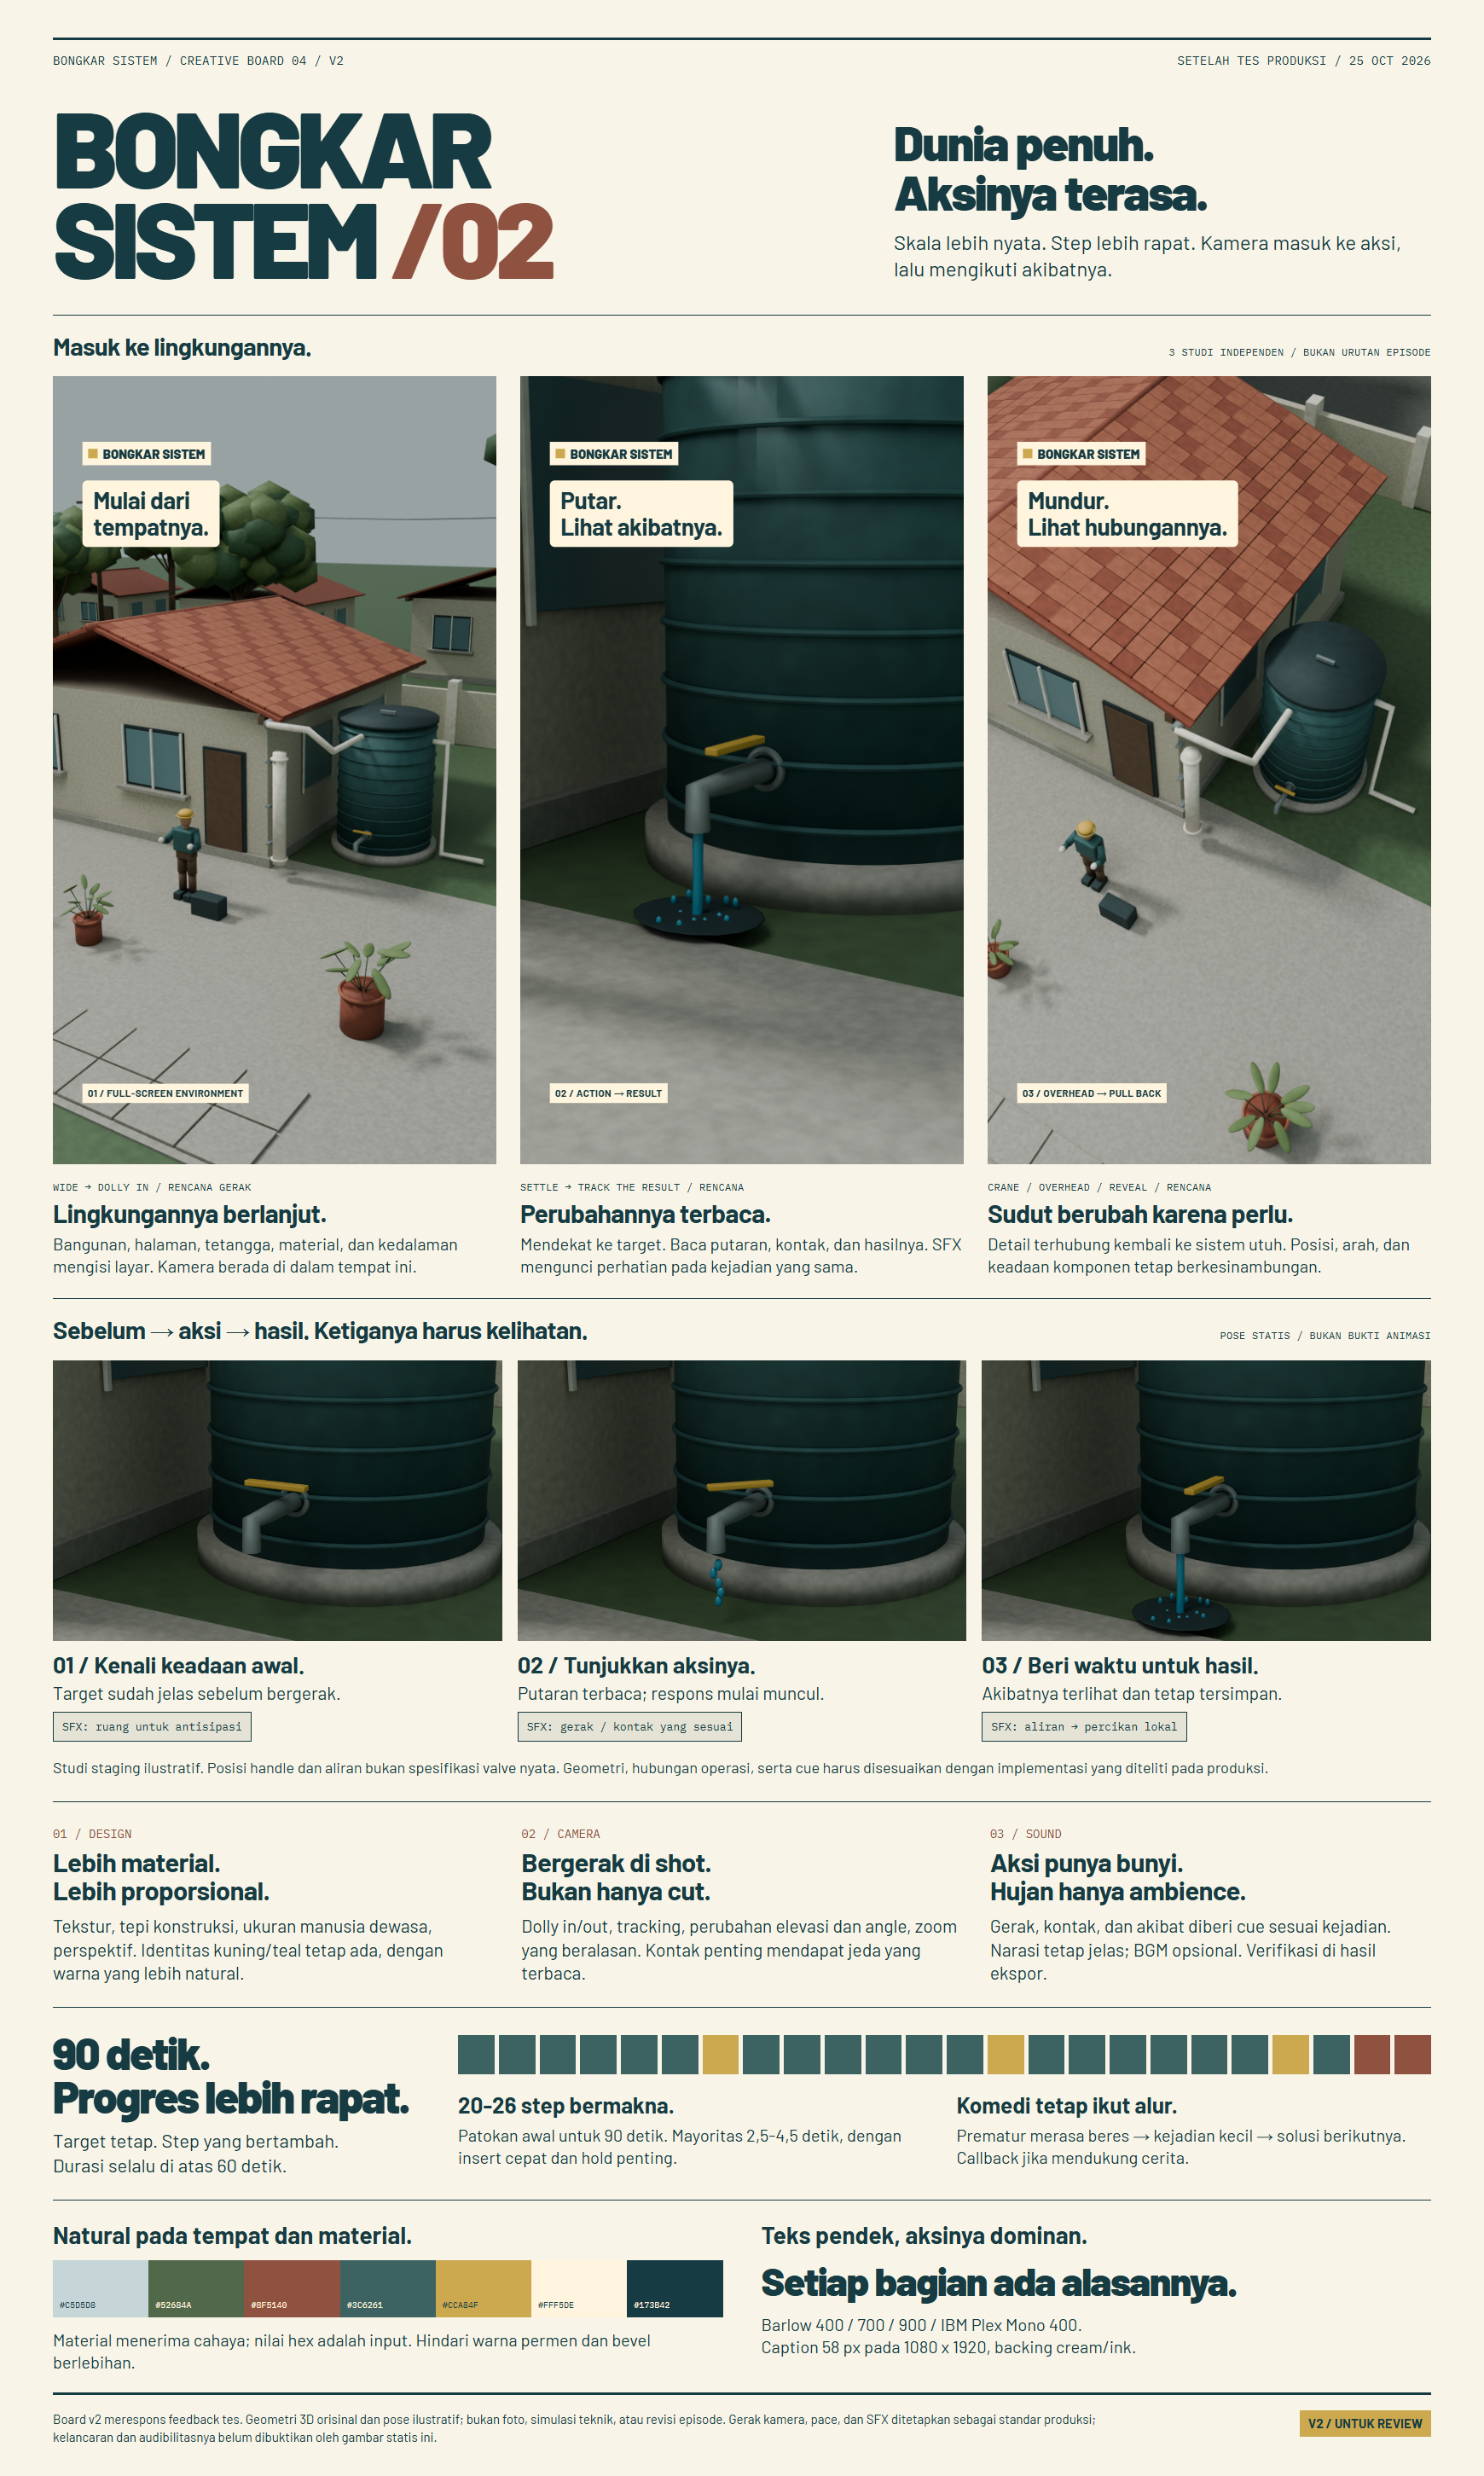 BONGKAR SISTEM / CREATIVE BOARD 04 / V2
SETELAH TES PRODUKSI / 25 OCT 2026
BONGKAR
SISTEM /02
Dunia penuh.
Aksinya terasa.
Skala lebih nyata. Step lebih rapat. Kamera masuk ke aksi,
lalu mengikuti akibatnya.
Masuk ke lingkungannya.
3 STUDI INDEPENDEN / BUKAN URUTAN EPISODE
BONGKAR SISTEM
Mulai dari
tempatnya.
01 / FULL-SCREEN ENVIRONMENT
BONGKAR SISTEM
Putar.
Lihat akibatnya.
02 / ACTION → RESULT
BONGKAR SISTEM
Mundur.
Lihat hubungannya.
03 / OVERHEAD → PULL BACK
WIDE → DOLLY IN / RENCANA GERAK
Lingkungannya berlanjut.
Bangunan, halaman, tetangga, material, dan kedalaman
mengisi layar. Kamera berada di dalam tempat ini.
SETTLE → TRACK THE RESULT / RENCANA
Perubahannya terbaca.
Mendekat ke target. Baca putaran, kontak, dan hasilnya. SFX
mengunci perhatian pada kejadian yang sama.
CRANE / OVERHEAD / REVEAL / RENCANA
Sudut berubah karena perlu.
Detail terhubung kembali ke sistem utuh. Posisi, arah, dan
keadaan komponen tetap berkesinambungan.
Sebelum → aksi → hasil. Ketiganya harus kelihatan.
POSE STATIS / BUKAN BUKTI ANIMASI
01 / Kenali keadaan awal.
Target sudah jelas sebelum bergerak.
SFX: ruang untuk antisipasi
02 / Tunjukkan aksinya.
Putaran terbaca; respons mulai muncul.
SFX: gerak / kontak yang sesuai
03 / Beri waktu untuk hasil.
Akibatnya terlihat dan tetap tersimpan.
SFX: aliran → percikan lokal
Studi staging ilustratif. Posisi handle dan aliran bukan spesifikasi valve nyata. Geometri, hubungan operasi, serta cue harus disesuaikan dengan implementasi yang diteliti pada produksi.
01 / DESIGN
Lebih material.
Lebih proporsional.
Tekstur, tepi konstruksi, ukuran manusia dewasa,
perspektif. Identitas kuning/teal tetap ada, dengan
warna yang lebih natural.
02 / CAMERA
Bergerak di shot.
Bukan hanya cut.
Dolly in/out, tracking, perubahan elevasi dan angle, zoom
yang beralasan. Kontak penting mendapat jeda yang
terbaca.
03 / SOUND
Aksi punya bunyi.
Hujan hanya ambience.
Gerak, kontak, dan akibat diberi cue sesuai kejadian.
Narasi tetap jelas; BGM opsional. Verifikasi di hasil
ekspor.
90 detik.
Progres lebih rapat.
Target tetap. Step yang bertambah.
Durasi selalu di atas 60 detik.
20-26 step bermakna.
Patokan awal untuk 90 detik. Mayoritas 2,5-4,5 detik, dengan
insert cepat dan hold penting.
Komedi tetap ikut alur.
Prematur merasa beres → kejadian kecil → solusi berikutnya.
Callback jika mendukung cerita.
Natural pada tempat dan material.
#C5D5D8 #52684A #8F5140 #3C6261 #CCA84F #FFF5DE #173B42
Material menerima cahaya; nilai hex adalah input. Hindari warna permen dan bevel
berlebihan.
Teks pendek, aksinya dominan.
Setiap bagian ada alasannya.
Barlow 400 / 700 / 900 / IBM Plex Mono 400.
Caption 58 px pada 1080 x 1920, backing cream/ink.
Board v2 merespons feedback tes. Geometri 3D orisinal dan pose ilustratif; bukan foto, simulasi teknik, atau revisi episode. Gerak kamera, pace, dan SFX ditetapkan sebagai standar produksi;
kelancaran dan audibilitasnya belum dibuktikan oleh gambar statis ini.
V2 / UNTUK REVIEW